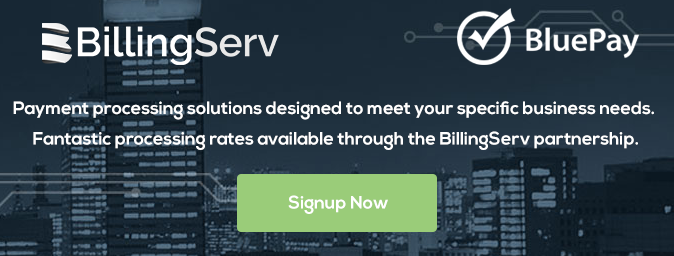 BillingServ
BluePay
Payment processing solutions designed to meet your specific business needs.
Fantastic processing rates available through the BillingServ partnership.
Signup Now